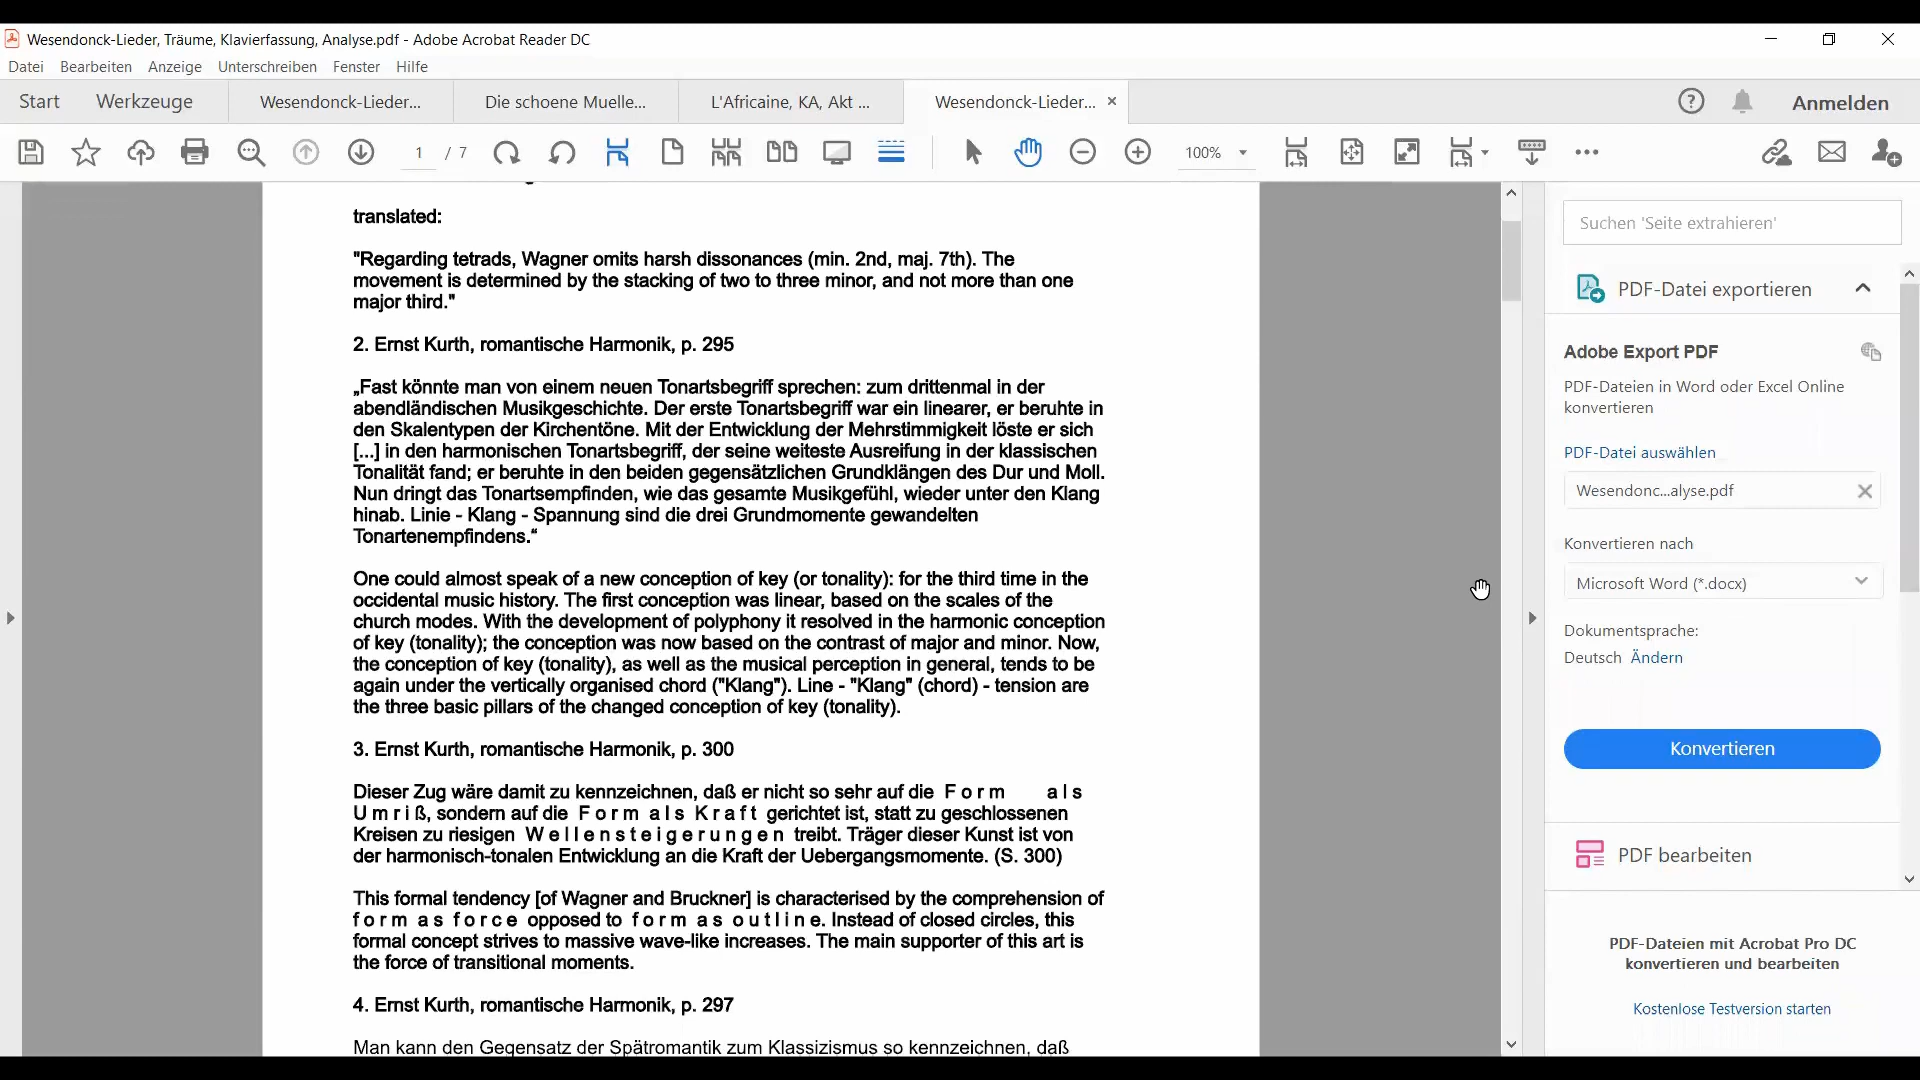 Wesendonck-Lieder, Träume, Klavierfassung, Analyse.pdf - Adobe Acrobat Reader DC
Datei Bearbeiten Anzeige Unterschreiben Fenster Hilfe
Start Werkzeuge Wesendonck-Lieder... Die schoene Muelle... L'Africaine, KA, Akt ... Wesendonck-Lieder... Anmelden
1 / 7 100%
translated:
"Regarding tetrads, Wagner omits harsh dissonances (min. 2nd, maj. 7th). The
movement is determined by the stacking of two to three minor, and not more than one
major third."
2. Ernst Kurth, romantische Harmonik, p. 295
„Fast könnte man von einem neuen Tonartsbegriff sprechen: zum drittenmal in der
abendländischen Musikgeschichte. Der erste Tonartsbegriff war ein linearer, er beruhte in
den Skalentypen der Kirchentöne. Mit der Entwicklung der Mehrstimmigkeit löste er sich
[...] in den harmonischen Tonartsbegriff, der seine weiteste Ausreifung in der klassischen
Tonalität fand; er beruhte in den beiden gegensätzlichen Grundklängen des Dur und Moll.
Nun dringt das Tonartsempfinden, wie das gesamte Musikgefühl, wieder unter den Klang
hinab. Linie - Klang - Spannung sind die drei Grundmomente gewandelten
Tonartenempfindens.“
One could almost speak of a new conception of key (or tonality): for the third time in the
occidental music history. The first conception was linear, based on the scales of the
church modes. With the development of polyphony it resolved in the harmonic conception
of key (tonality); the conception was now based on the contrast of major and minor. Now,
the conception of key (tonality), as well as the musical perception in general, tends to be
again under the vertically organised chord ("Klang"). Line - "Klang" (chord) - tension are
the three basic pillars of the changed conception of key (tonality).
3. Ernst Kurth, romantische Harmonik, p. 300
Dieser Zug wäre damit zu kennzeichnen, daß er nicht so sehr auf die F o r m a l s
U m r i ß, sondern auf die F o r m a l s K r a f t gerichtet ist, statt zu geschlossenen
Kreisen zu riesigen W e l l e n s t e i g e r u n g e n treibt. Träger dieser Kunst ist von
der harmonisch-tonalen Entwicklung an die Kraft der Uebergangsmomente. (S. 300)
This formal tendency [of Wagner and Bruckner] is characterised by the comprehension of
f o r m a s f o r c e opposed to f o r m a s o u t l i n e. Instead of closed circles, this
formal concept strives to massive wave-like increases. The main supporter of this art is
the force of transitional moments.
4. Ernst Kurth, romantische Harmonik, p. 297
Man kann den Gegensatz der Spätromantik zum Klassizismus so kennzeichnen, daß
Suchen 'Seite extrahieren'
PDF-Datei exportieren
Adobe Export PDF
PDF-Dateien in Word oder Excel Online
konvertieren
PDF-Datei auswählen
Wesendonc...alyse.pdf
Konvertieren nach
Microsoft Word (*.docx)
Dokumentsprache:
Deutsch Ändern
Konvertieren
PDF bearbeiten
PDF-Dateien mit Acrobat Pro DC
konvertieren und bearbeiten
Kostenlose Testversion starten